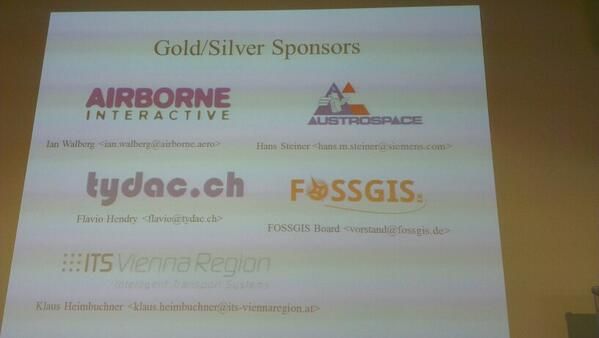 Gold/Silver Sponsors
AIRBORNE
INTERACTIVE
AUSTROSPACE
Ian Walberg <ian.walberg@airborne.aero>
Hans Steiner <hans.m.steiner@siemens.com>
tydac.ch
FOSSGIS
Flavio Hendry <flavio@tydac.ch>
FOSSGIS Board <vorstand@fossgis.de>
ITS Vienna Region
Intelligent Transport Systems
Klaus Heimbuchner <klaus.heimbuchner@its-viennaregion.at>